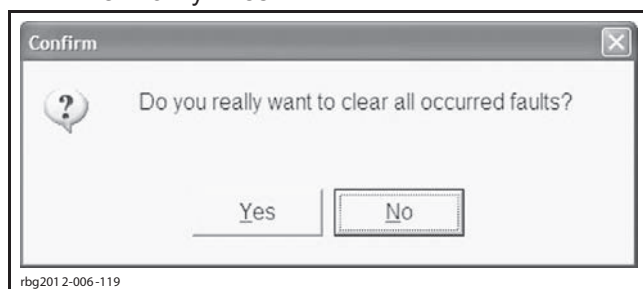 Confirm
Do you really want to clear all occurred faults?
Yes
No
rbg2012-006-119